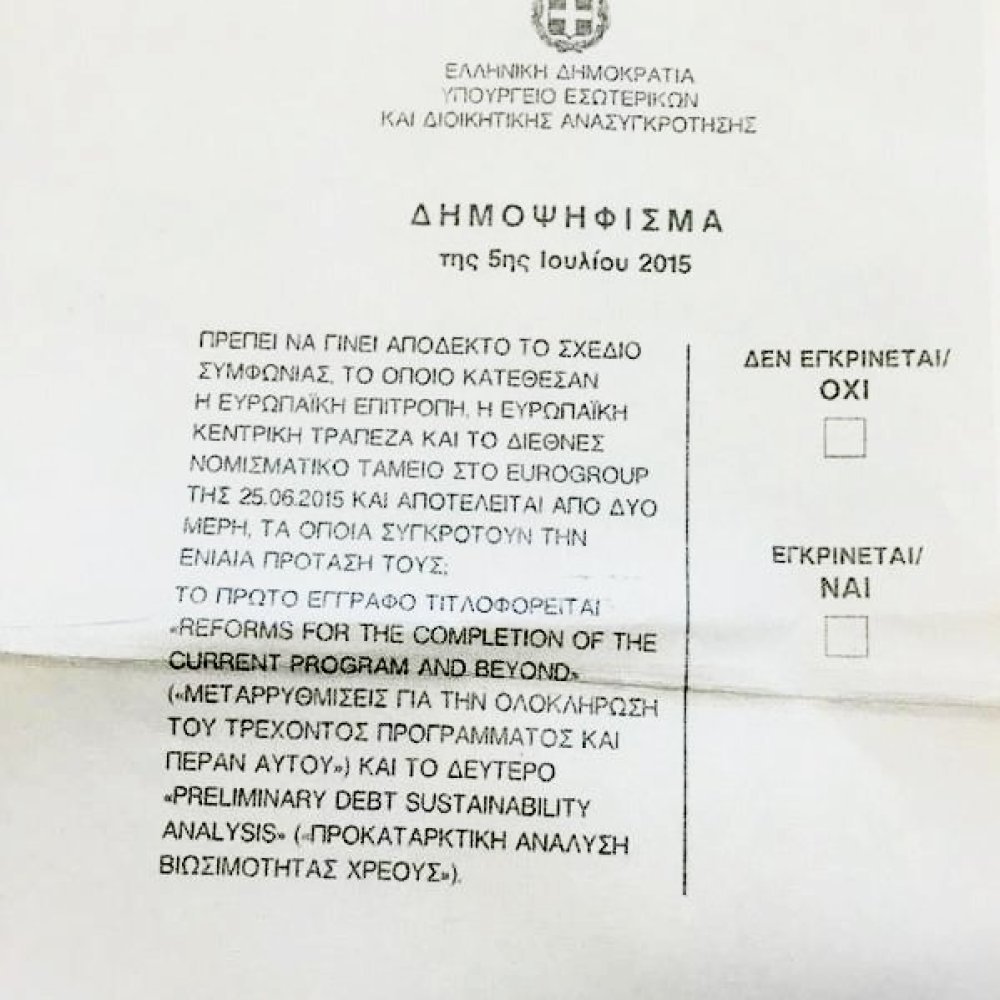 ΕΛΛΗΝΙΚΗ ΔΗΜΟΚΡΑΤΙΑ
ΥΠΟΥΡΓΕΙΟ ΕΣΩΤΕΡΙΚΩΝ
ΚΑΙ ΔΙΟΙΚΗΤΙΚΗΣ ΑΝΑΣΥΓΚΡΟΤΗΣΗΣ
ΔΗΜΟΨΗΦΙΣΜΑ
της 5ης Ιουλίου 2015
ΠΡΕΠΕΙ ΝΑ ΓΙΝΕΙ ΑΠΟΔΕΚΤΟ ΤΟ ΣΧΕΔΙΟ
ΣΥΜΦΩΝΙΑΣ, ΤΟ ΟΠΟΙΟ ΚΑΤΕΘΕΣΑΝ
Η ΕΥΡΩΠΑΪΚΗ ΕΠΙΤΡΟΠΗ, Η ΕΥΡΩΠΑΪΚΗ
ΚΕΝΤΡΙΚΗ ΤΡΑΠΕΖΑ ΚΑΙ ΤΟ ΔΙΕΘΝΕΣ
ΝΟΜΙΣΜΑΤΙΚΟ ΤΑΜΕΙΟ ΣΤΟ EUROGROUP
ΤΗΣ 25.06.2015 ΚΑΙ ΑΠΟΤΕΛΕΙΤΑΙ ΑΠΟ ΔΥΟ
ΜΕΡΗ, ΤΑ ΟΠΟΙΑ ΣΥΓΚΡΟΤΟΥΝ ΤΗΝ
ΕΝΙΑΙΑ ΠΡΟΤΑΣΗ ΤΟΥΣ;
ΤΟ ΠΡΩΤΟ ΕΓΓΡΑΦΟ ΤΙΤΛΟΦΟΡΕΙΤΑΙ
«REFORMS FOR THE COMPLETION OF THE
CURRENT PROGRAM AND BEYOND»
(«ΜΕΤΑΡΡΥΘΜΙΣΕΙΣ ΓΙΑ ΤΗΝ ΟΛΟΚΛΗΡΩΣΗ
ΤΟΥ ΤΡΕΧΟΝΤΟΣ ΠΡΟΓΡΑΜΜΑΤΟΣ ΚΑΙ
ΠΕΡΑΝ ΑΥΤΟΥ») ΚΑΙ ΤΟ ΔΕΥΤΕΡΟ
«PRELIMINARY DEBT SUSTAINABILITY
ANALYSIS» («ΠΡΟΚΑΤΑΡΚΤΙΚΗ ΑΝΑΛΥΣΗ
ΒΙΩΣΙΜΟΤΗΤΑΣ ΧΡΕΟΥΣ»).
ΔΕΝ ΕΓΚΡΙΝΕΤΑΙ/
ΟΧΙ
ΕΓΚΡΙΝΕΤΑΙ/
ΝΑΙ